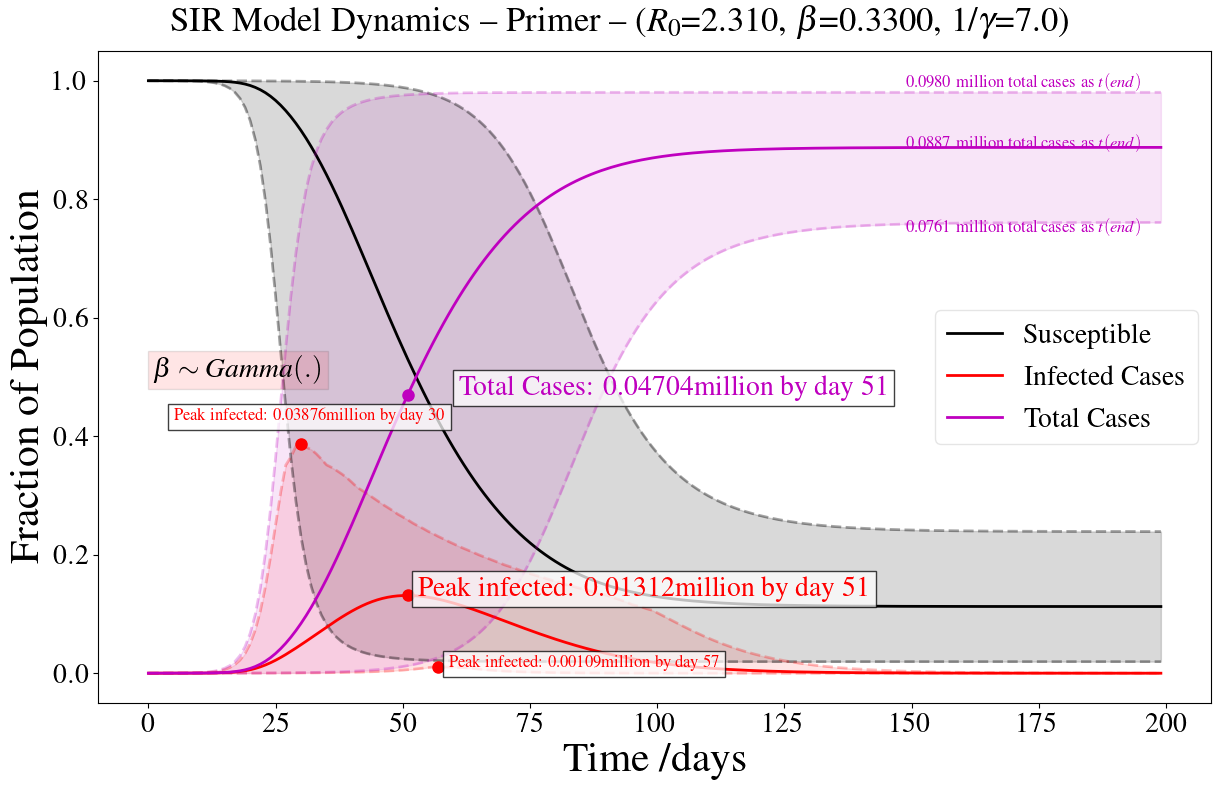 SIR Model Dynamics – Primer – (R₀=2.310, β=0.3300, 1/γ=7.0)
Fraction of Population
1.0
0.8
0.6
0.4
0.2
0.0
0.0980 million total cases as t(end)
0.0887 million total cases as t(end)
0.0761 million total cases as t(end)
Susceptible
Infected Cases
Total Cases
β ∼ Gamma(.)
Total Cases: 0.04704million by day 51
Peak infected: 0.03876million by day 30
Peak infected: 0.01312million by day 51
Peak infected: 0.00109million by day 57
0 25 50 75 100 125 150 175 200
Time /days